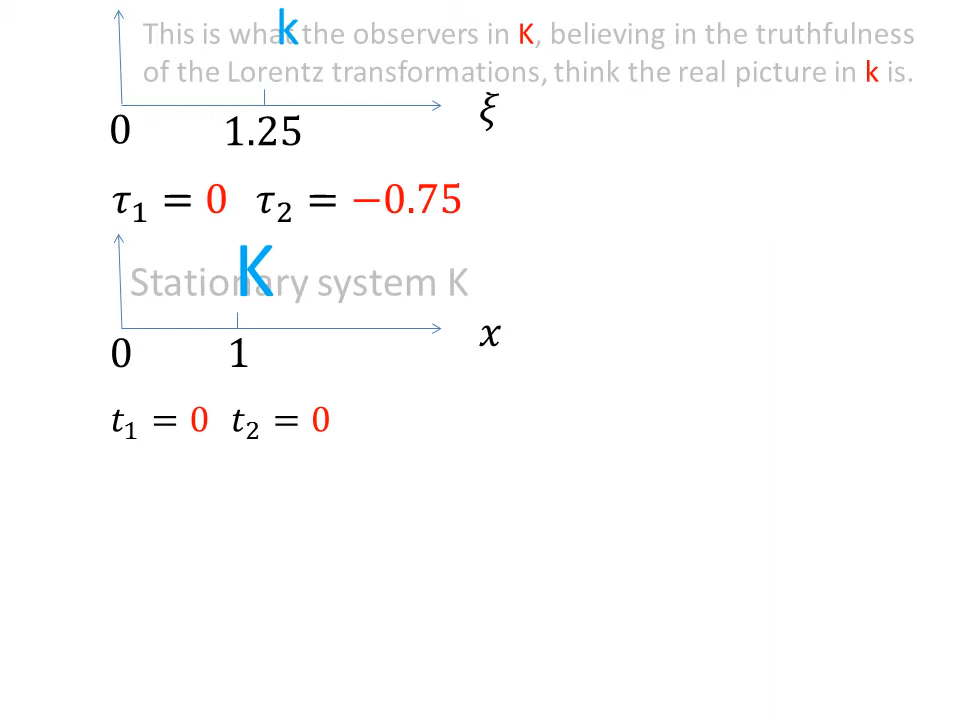 k
This is what the observers in K, believing in the truthfulness
of the Lorentz transformations, think the real picture in k is.
ξ
0 1.25
τ₁ = 0 τ₂ = −0.75
K
Stationary system K
x
0 1
t₁ = 0 t₂ = 0